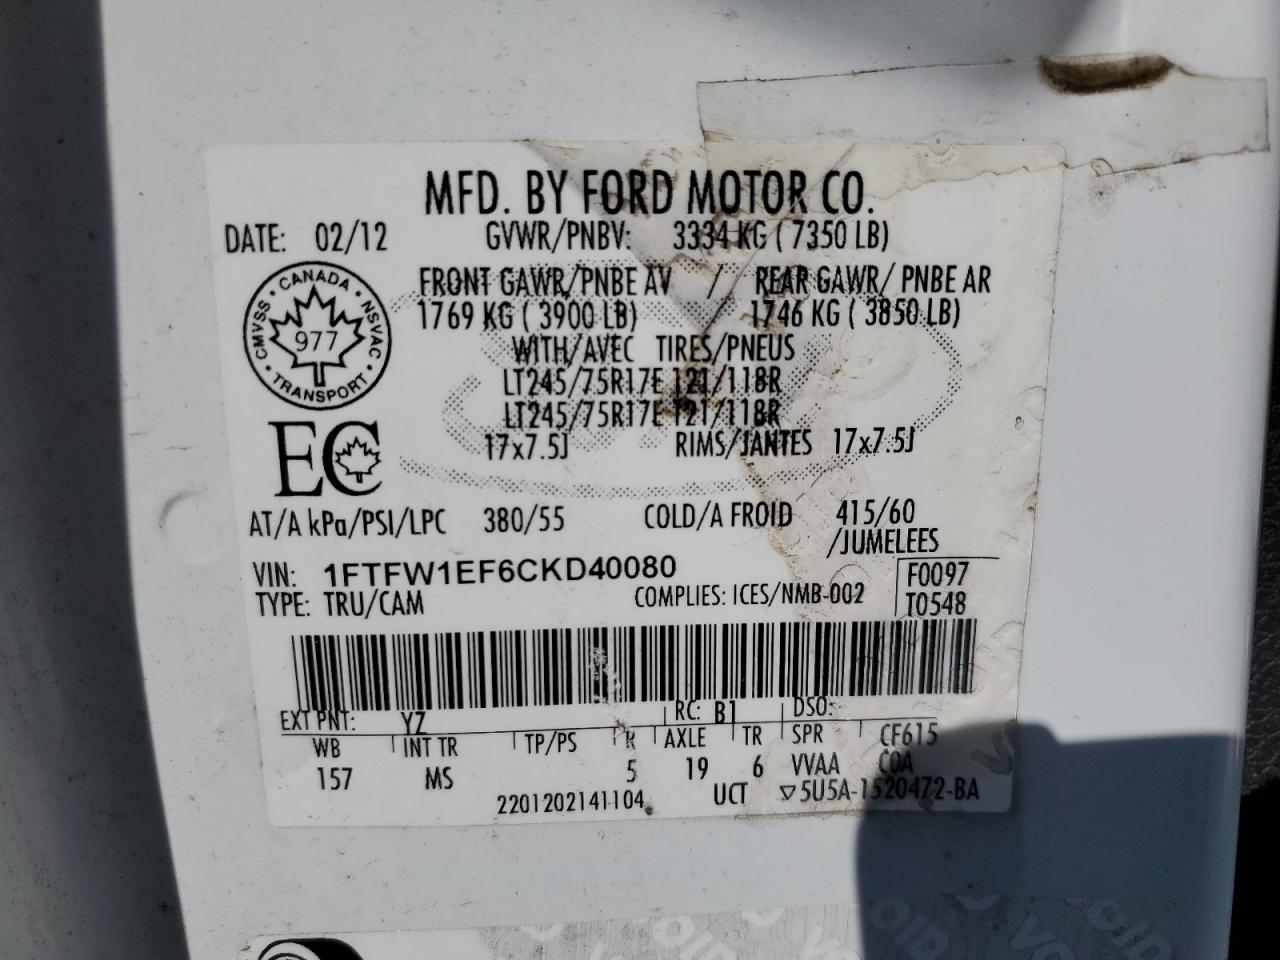 MFD. BY FORD MOTOR CO.
DATE: 02/12 GVWR/PNBV: 3334 KG ( 7350 LB)
FRONT GAWR/PNBE AV / REAR GAWR/ PNBE AR
1769 KG ( 3900 LB) / 1746 KG ( 3850 LB)
CMVSS • CANADA • NSVAC • TRANSPORT •
977
WITH/AVEC TIRES/PNEUS
LT245/75R17E 121/118R
LT245/75R17E 121/118R
17x7.5J RIMS/JANTES 17x7.5J
EC
AT/A kPa/PSI/LPC 380/55 COLD/A FROID 415/60
/JUMELEES
VIN: 1FTFW1EF6CKD40080 F0097
TYPE: TRU/CAM COMPLIES: ICES/NMB-002 T0548
EXT PNT: YZ RC: B1 DSO:
WB INT TR TP/PS R AXLE TR SPR CF615
157 MS 5 19 6 VVAA COA
2201202141104 UCT ▽5U5A-1520472-BA
VOID VOID